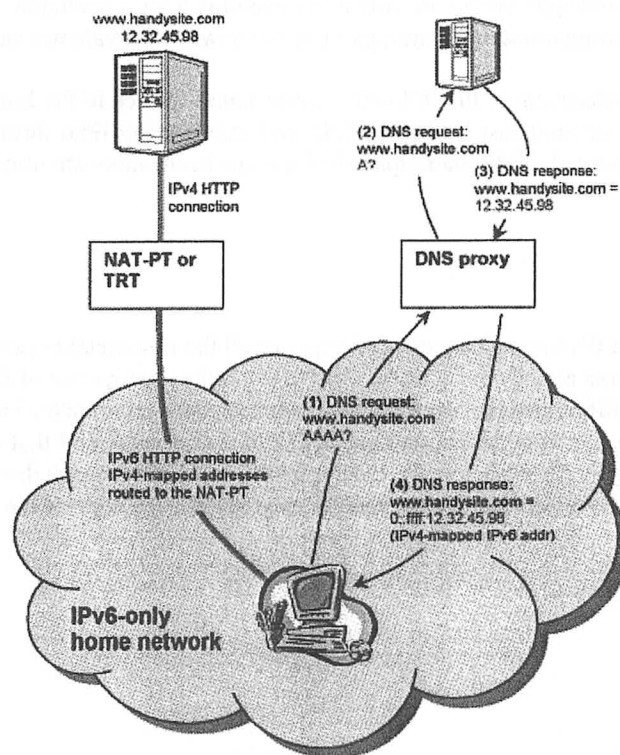 www.handysite.com
12.32.45.98
IPv4 HTTP
connection
NAT-PT or
TRT
(2) DNS request:
www.handysite.com
A?
(3) DNS response:
www.handysite.com =
12.32.45.98
DNS proxy
(1) DNS request:
www.handysite.com
AAAA?
IPv6 HTTP connection
IPv4-mapped addresses
routed to the NAT-PT
(4) DNS response:
www.handysite.com =
0::ffff:12.32.45.98
(IPv4-mapped IPv6 addr)
IPv6-only
home network